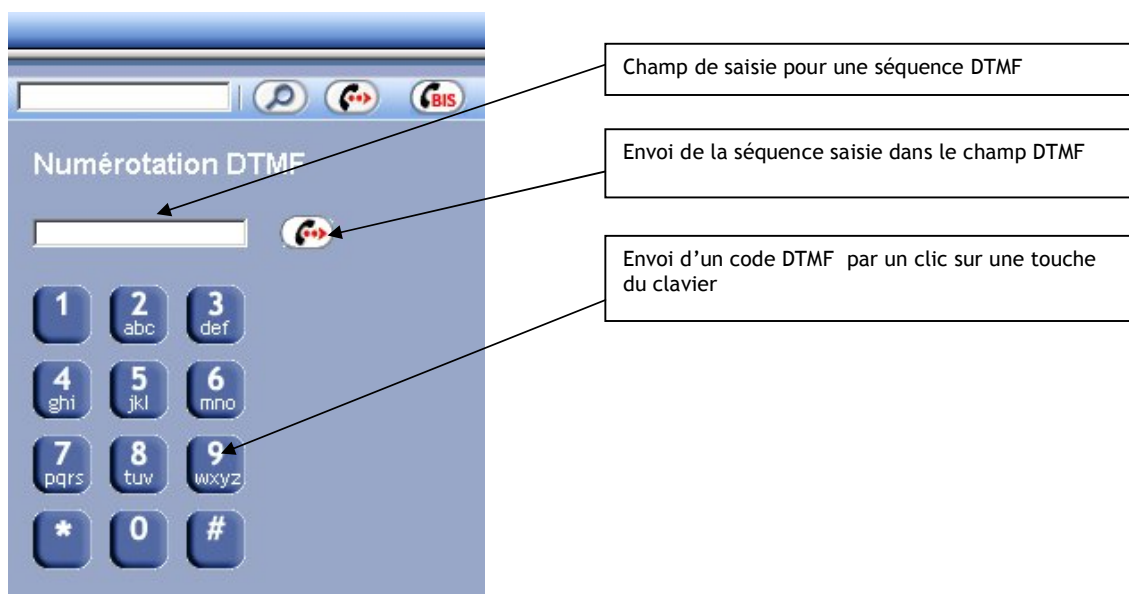 Champ de saisie pour une séquence DTMF
BIS
Envoi de la séquence saisie dans le champ DTMF
Numérotation DTMF
Envoi d’un code DTMF par un clic sur une touche
du clavier
1 2 3
abc def
4 5 6
ghi jkl mno
7 8 9
pqrs tuv wxyz
* 0 #